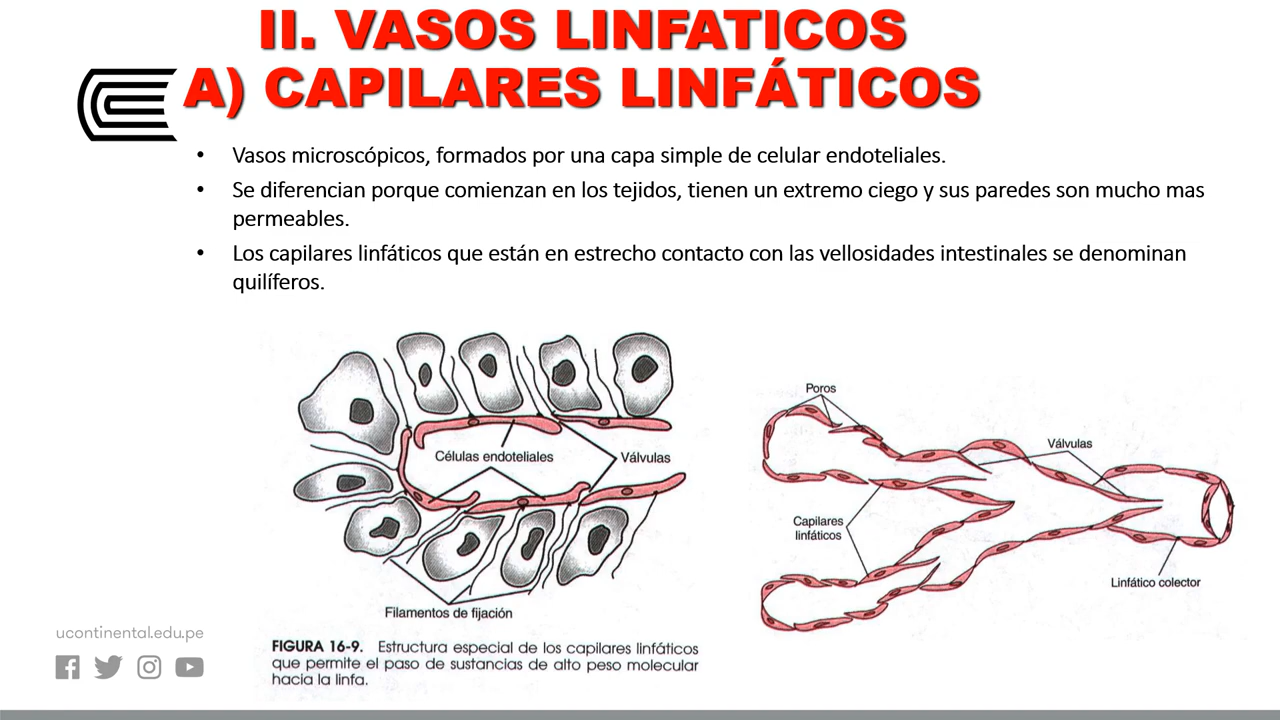 II. VASOS LINFATICOS
A) CAPILARES LINFÁTICOS
• Vasos microscópicos, formados por una capa simple de celular endoteliales.
• Se diferencian porque comienzan en los tejidos, tienen un extremo ciego y sus paredes son mucho mas
permeables.
• Los capilares linfáticos que están en estrecho contacto con las vellosidades intestinales se denominan
quilíferos.
Células endoteliales
Válvulas
Filamentos de fijación
FIGURA 16-9. Estructura especial de los capilares linfáticos
que permite el paso de sustancias de alto peso molecular
hacia la linfa.
Poros
Válvulas
Capilares
linfáticos
Linfático colector
ucontinental.edu.pe